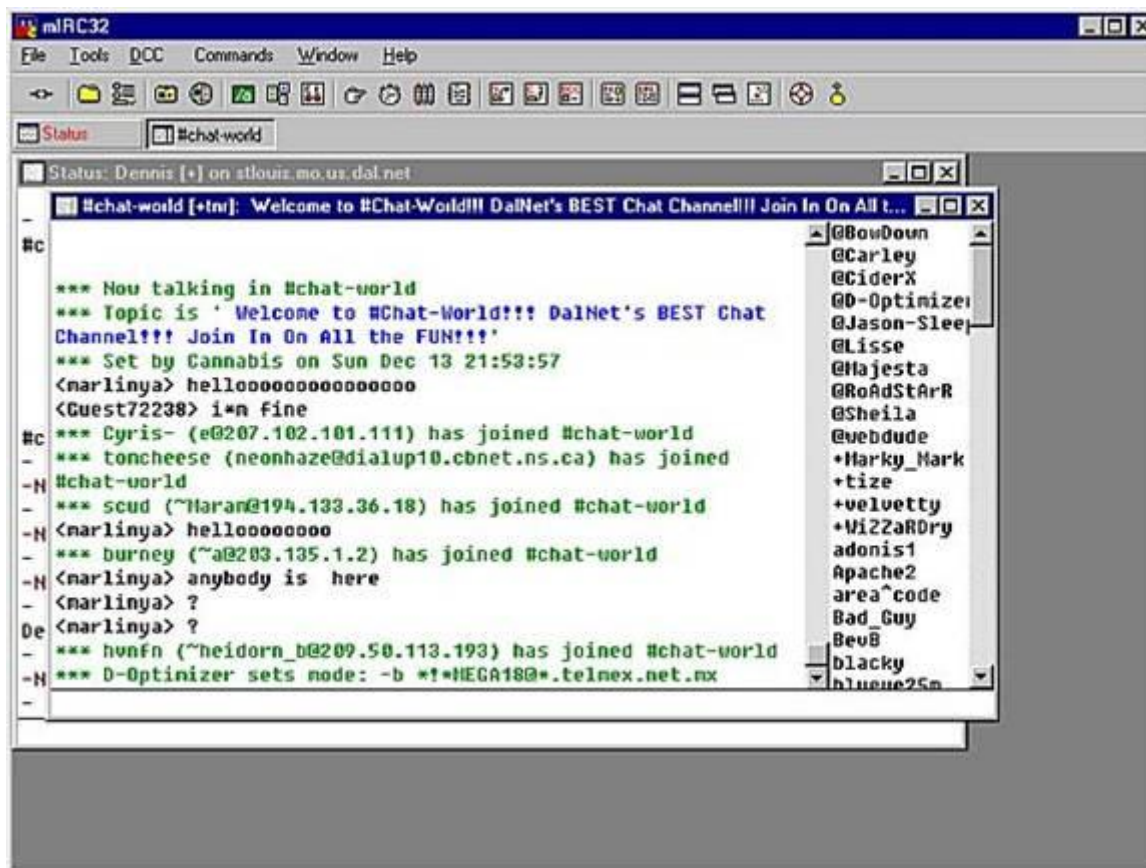 mIRC32
File Tools DCC Commands Window Help
Status #chat-world
Status: Dennis [+] on stlouis.mo.us.dal.net
#chat-world [+tnr]: Welcome to #Chat-World!!! DalNet's BEST Chat Channel!!! Join In On All t...
*** Now talking in #chat-world
*** Topic is ' Welcome to #Chat-World!!! DalNet's BEST Chat
Channel!!! Join In On All the FUN!!!'
*** Set by Cannabis on Sun Dec 13 21:53:57
<marlinya> hellooooooooooooooooo
<Guest72238> i*m fine
*** Cyris- (e@207.102.101.111) has joined #chat-world
*** toncheese (neonhaze@dialup10.cbnet.ns.ca) has joined
#chat-world
*** scud (~Maran@194.133.36.18) has joined #chat-world
<marlinya> helloooooooo
*** burney (~a@203.135.1.2) has joined #chat-world
<marlinya> anybody is  here
<marlinya> ?
<marlinya> ?
*** hvnfn (~heidorn_b@209.50.113.193) has joined #chat-world
*** D-Optimizer sets mode: -b *!*MEGA18@*.telmex.net.mx
#c
#c
-N
-N
-N
De
-N
@BowDown
@Carley
@CiderX
@D-Optimizer
@Jason-Sleep
@Lisse
@Majesta
@RoAdStArR
@Sheila
@webdude
+Marky_Mark
+tize
+velvetty
+WiZZaRDry
adonis1
Apache2
area^code
Bad_Guy
BevB
blacky